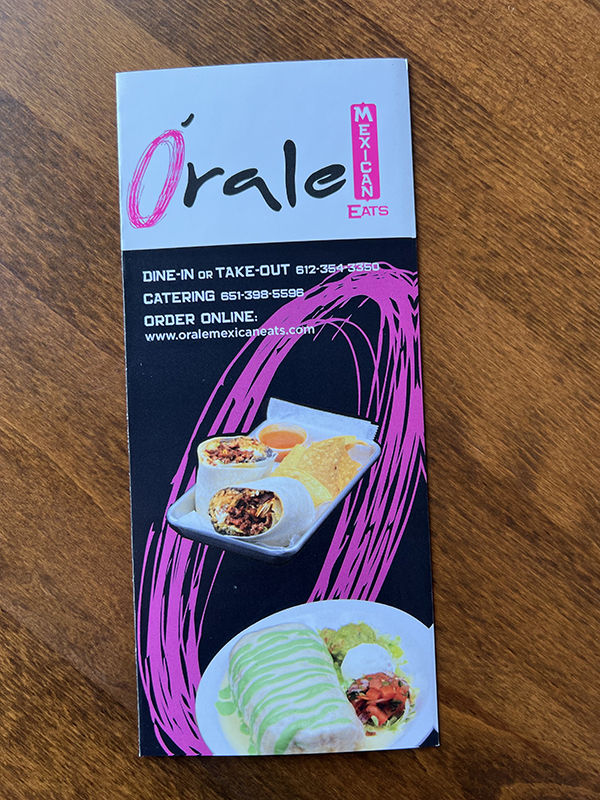 Órale
MEXICAN
EATS
DINE-IN OR TAKE-OUT 612-354-3350
CATERING 651-398-5596
ORDER ONLINE:
www.oralemexicaneats.com